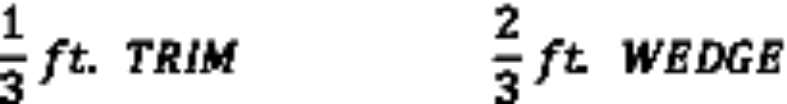 1/3 ft. TRIM 2/3 ft. WEDGE